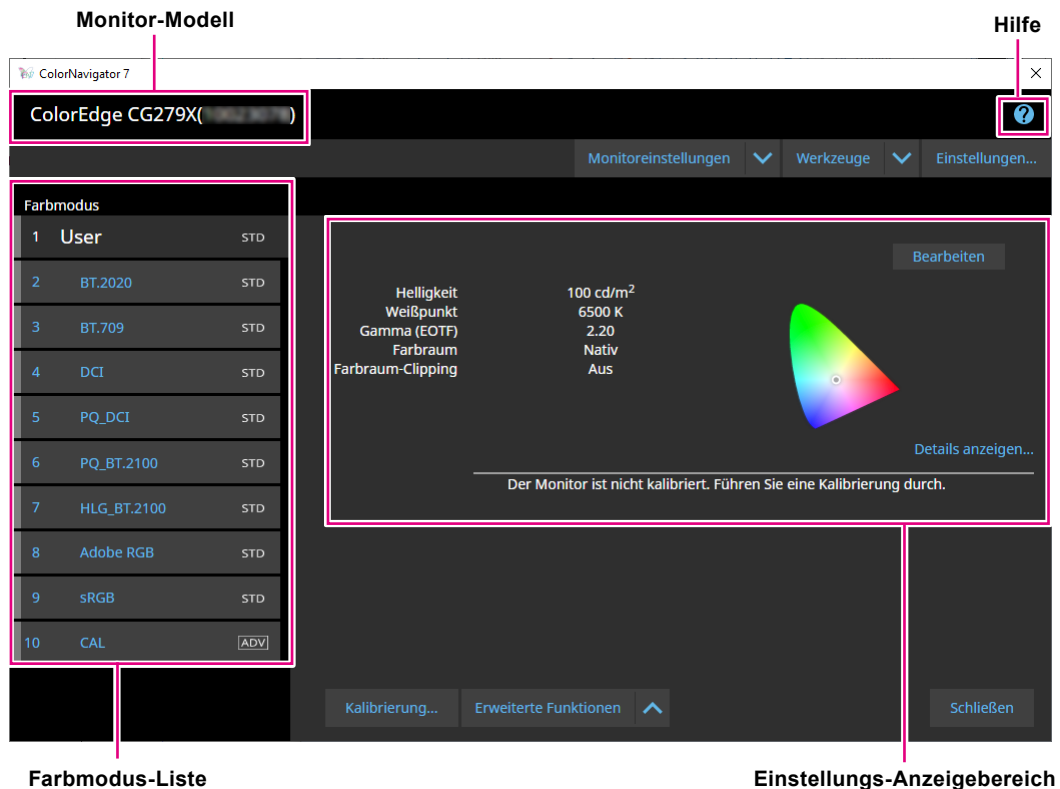 Monitor-Modell
Hilfe
ColorNavigator 7
ColorEdge CG279X( )
Monitoreinstellungen
Werkzeuge
Einstellungen...
Farbmodus
1 User STD
2 BT.2020 STD
3 BT.709 STD
4 DCI STD
5 PQ_DCI STD
6 PQ_BT.2100 STD
7 HLG_BT.2100 STD
8 Adobe RGB STD
9 sRGB STD
10 CAL ADV
Bearbeiten
Helligkeit 100 cd/m²
Weißpunkt 6500 K
Gamma (EOTF) 2.20
Farbraum Nativ
Farbraum-Clipping Aus
Details anzeigen...
Der Monitor ist nicht kalibriert. Führen Sie eine Kalibrierung durch.
Kalibrierung...
Erweiterte Funktionen
Schließen
Farbmodus-Liste
Einstellungs-Anzeigebereich